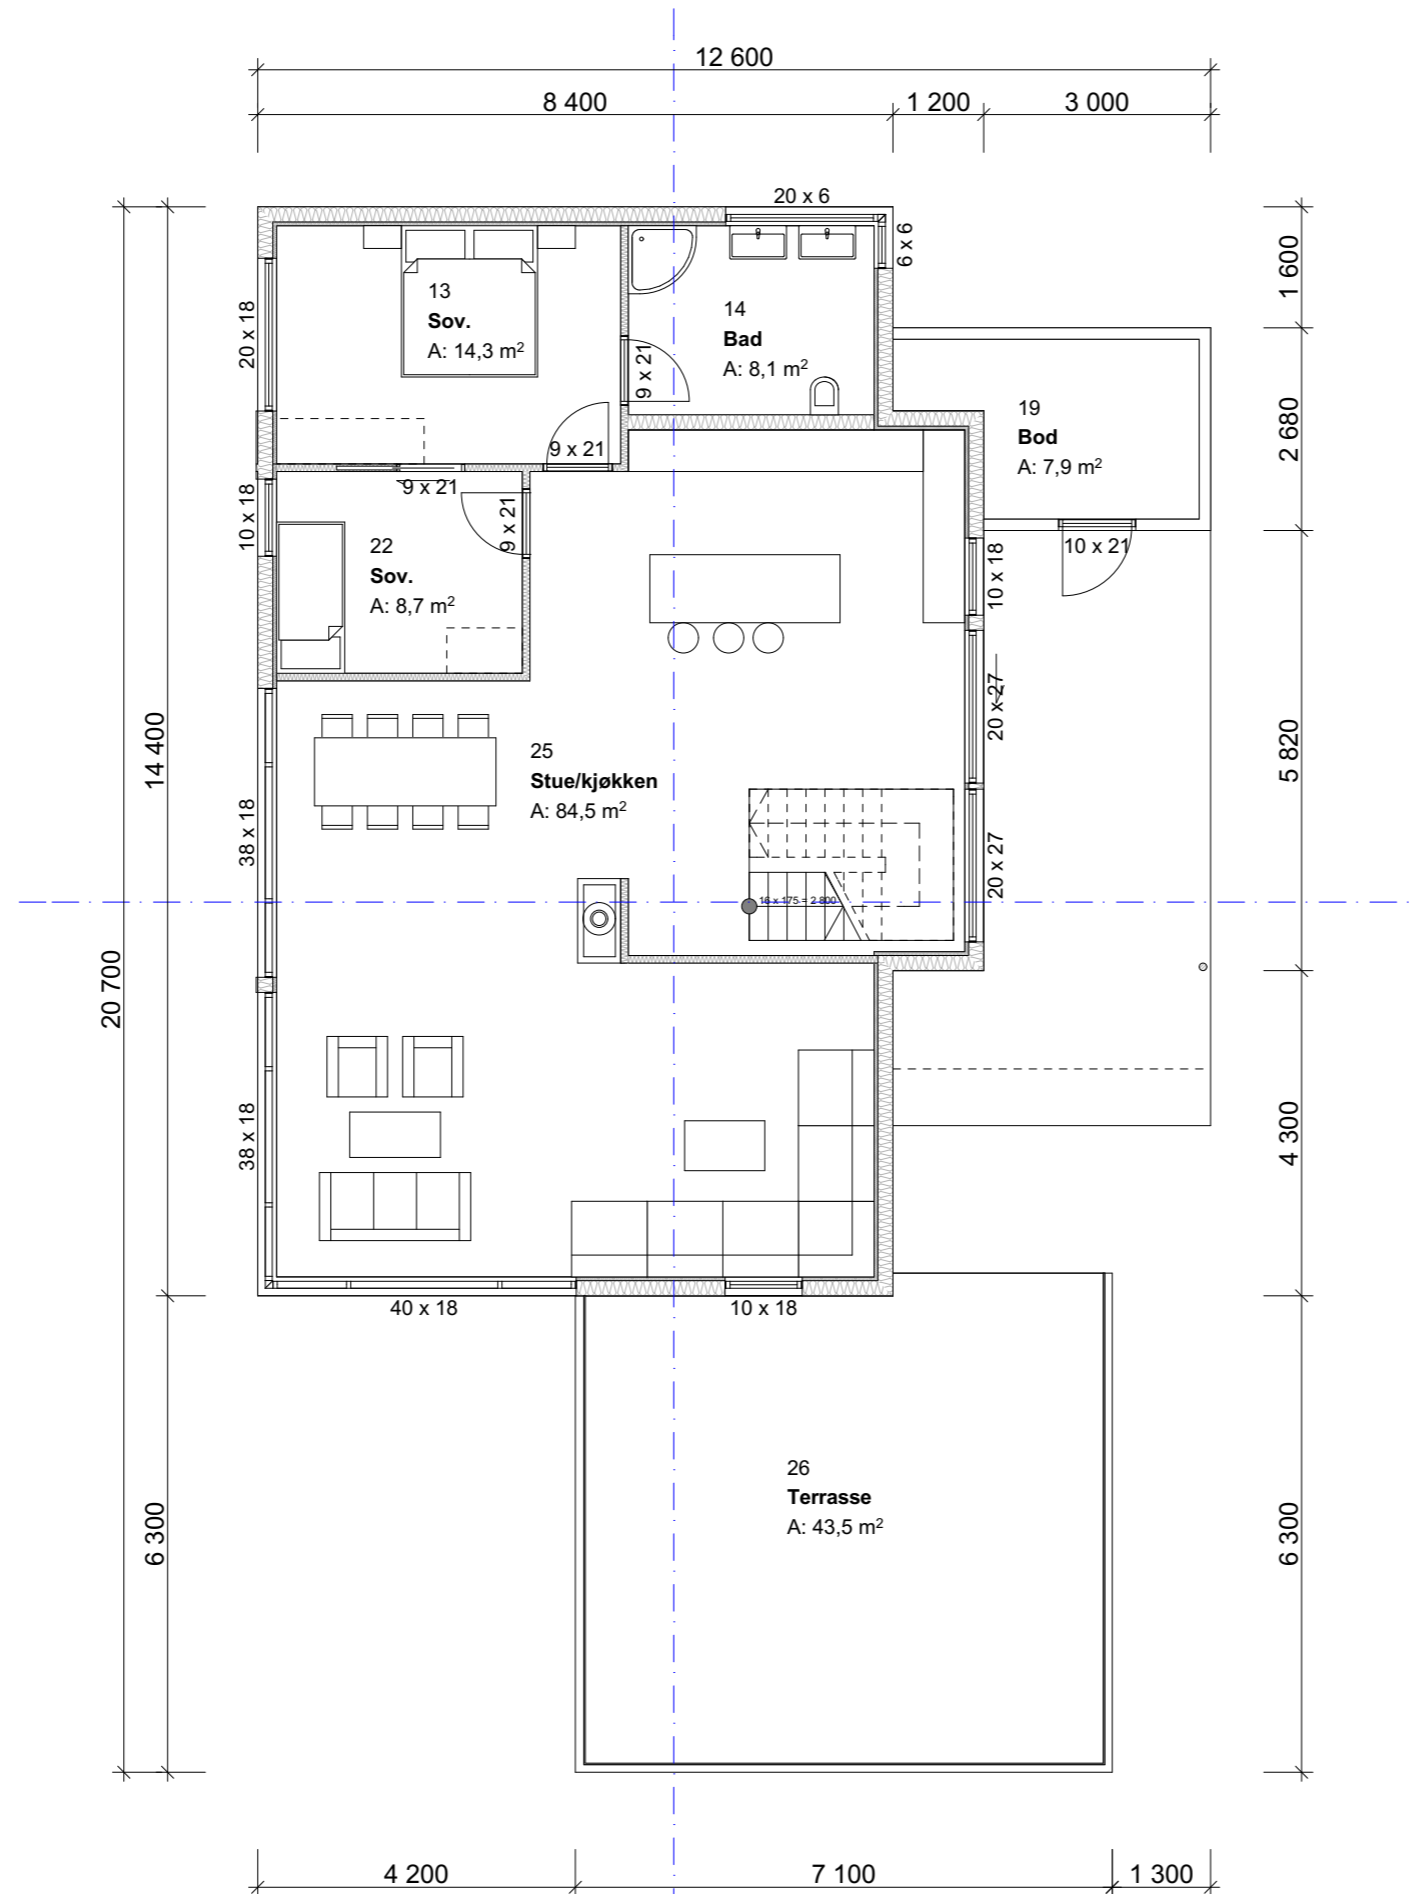 12 600
8 400
1 200
3 000
20 x 6
6 x 6
1 600
13
Sov.
A: 14,3 m²
20 x 18
14
Bad
A: 8,1 m²
9 x 21
19
Bod
A: 7,9 m²
2 680
9 x 21
9 x 21
10 x 18
9 x 21
22
Sov.
A: 8,7 m²
10 x 21
10 x 18
20 x 27
14 400
25
Stue/kjøkken
A: 84,5 m²
5 820
38 x 18
20 x 27
16 x 175 = 2 800
20 700
38 x 18
4 300
40 x 18
10 x 18
26
Terrasse
A: 43,5 m²
6 300
6 300
4 200
7 100
1 300